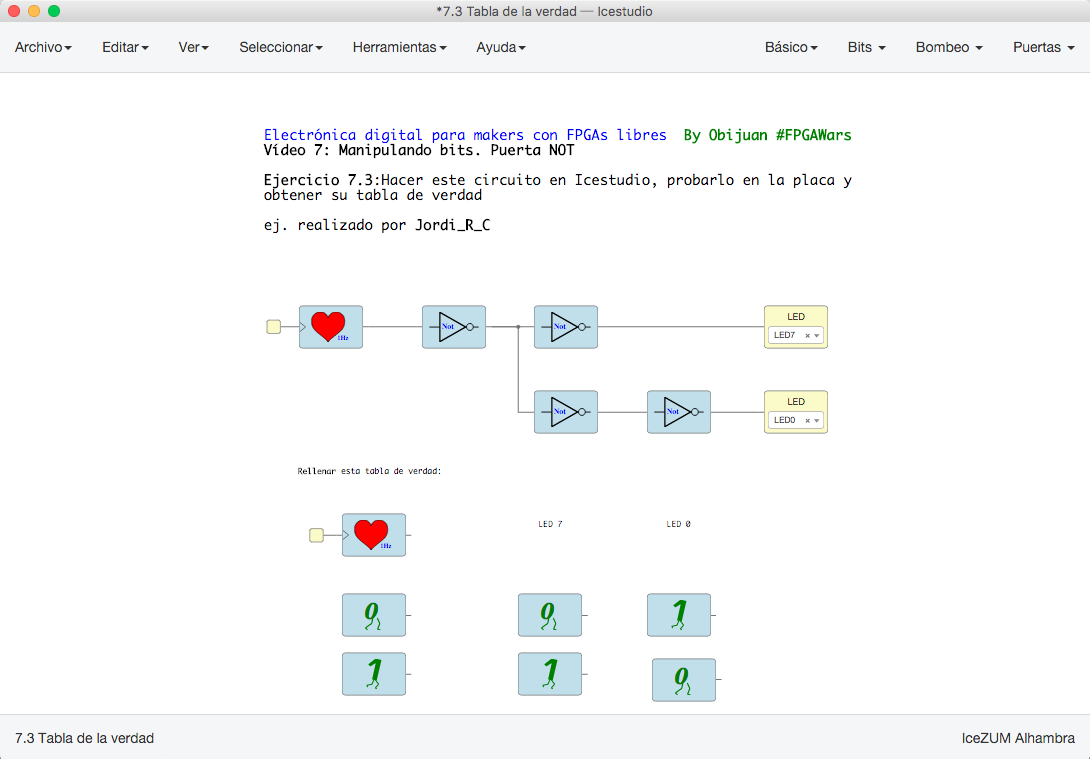 *7.3 Tabla de la verdad — Icestudio
Archivo Editar Ver Seleccionar Herramientas Ayuda Básico Bits Bombeo Puertas
Electrónica digital para makers con FPGAs libres By Obijuan #FPGAWars
Vídeo 7: Manipulando bits. Puerta NOT
Ejercicio 7.3:Hacer este circuito en Icestudio, probarlo en la placa y
obtener su tabla de verdad
ej. realizado por Jordi_R_C
1Hz Not Not LED
LED7
Not Not LED
LED0
Rellenar esta tabla de verdad:
LED 7 LED 0
1Hz
0 0 1
1 1 0
7.3 Tabla de la verdad IceZUM Alhambra